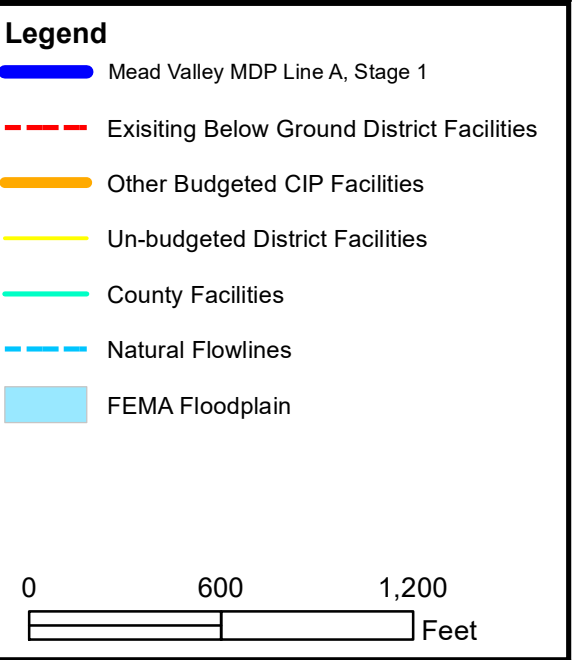 Legend
Mead Valley MDP Line A, Stage 1
Exisiting Below Ground District Facilities
Other Budgeted CIP Facilities
Un-budgeted District Facilities
County Facilities
Natural Flowlines
FEMA Floodplain
0 600 1,200
Feet